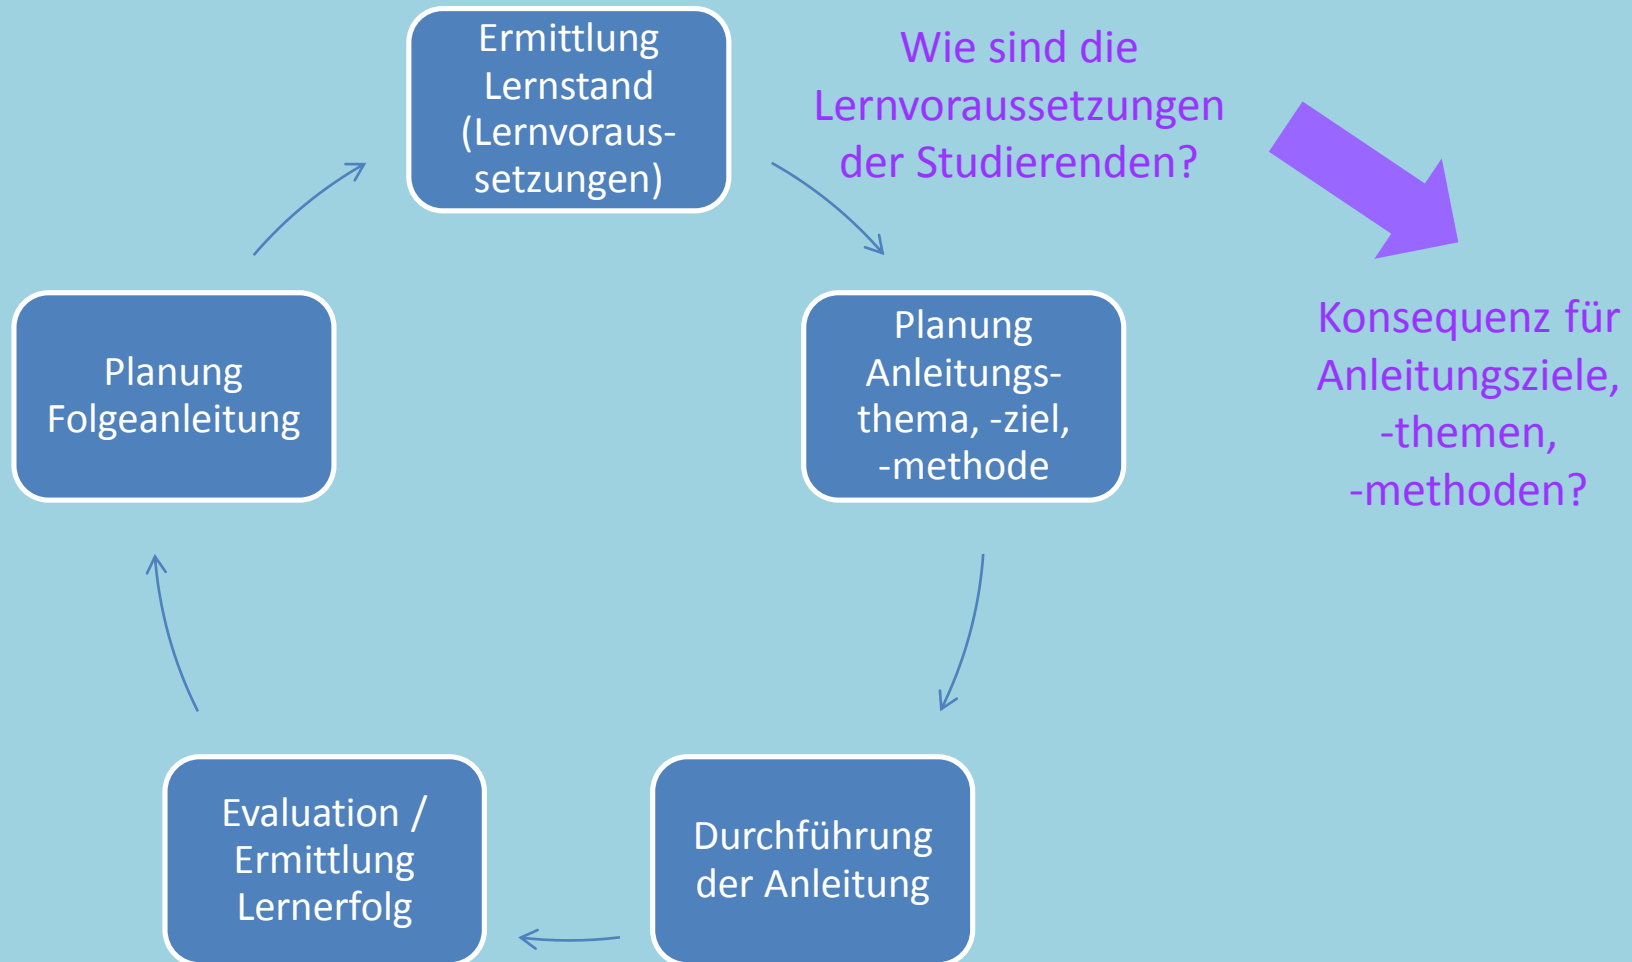 Ermittlung
Lernstand
(Lernvoraus-
setzungen)
Wie sind die
Lernvoraussetzungen
der Studierenden?
Planung
Folgeanleitung
Planung
Anleitungs-
thema, -ziel,
-methode
Konsequenz für
Anleitungsziele,
-themen,
-methoden?
Evaluation /
Ermittlung
Lernerfolg
Durchführung
der Anleitung